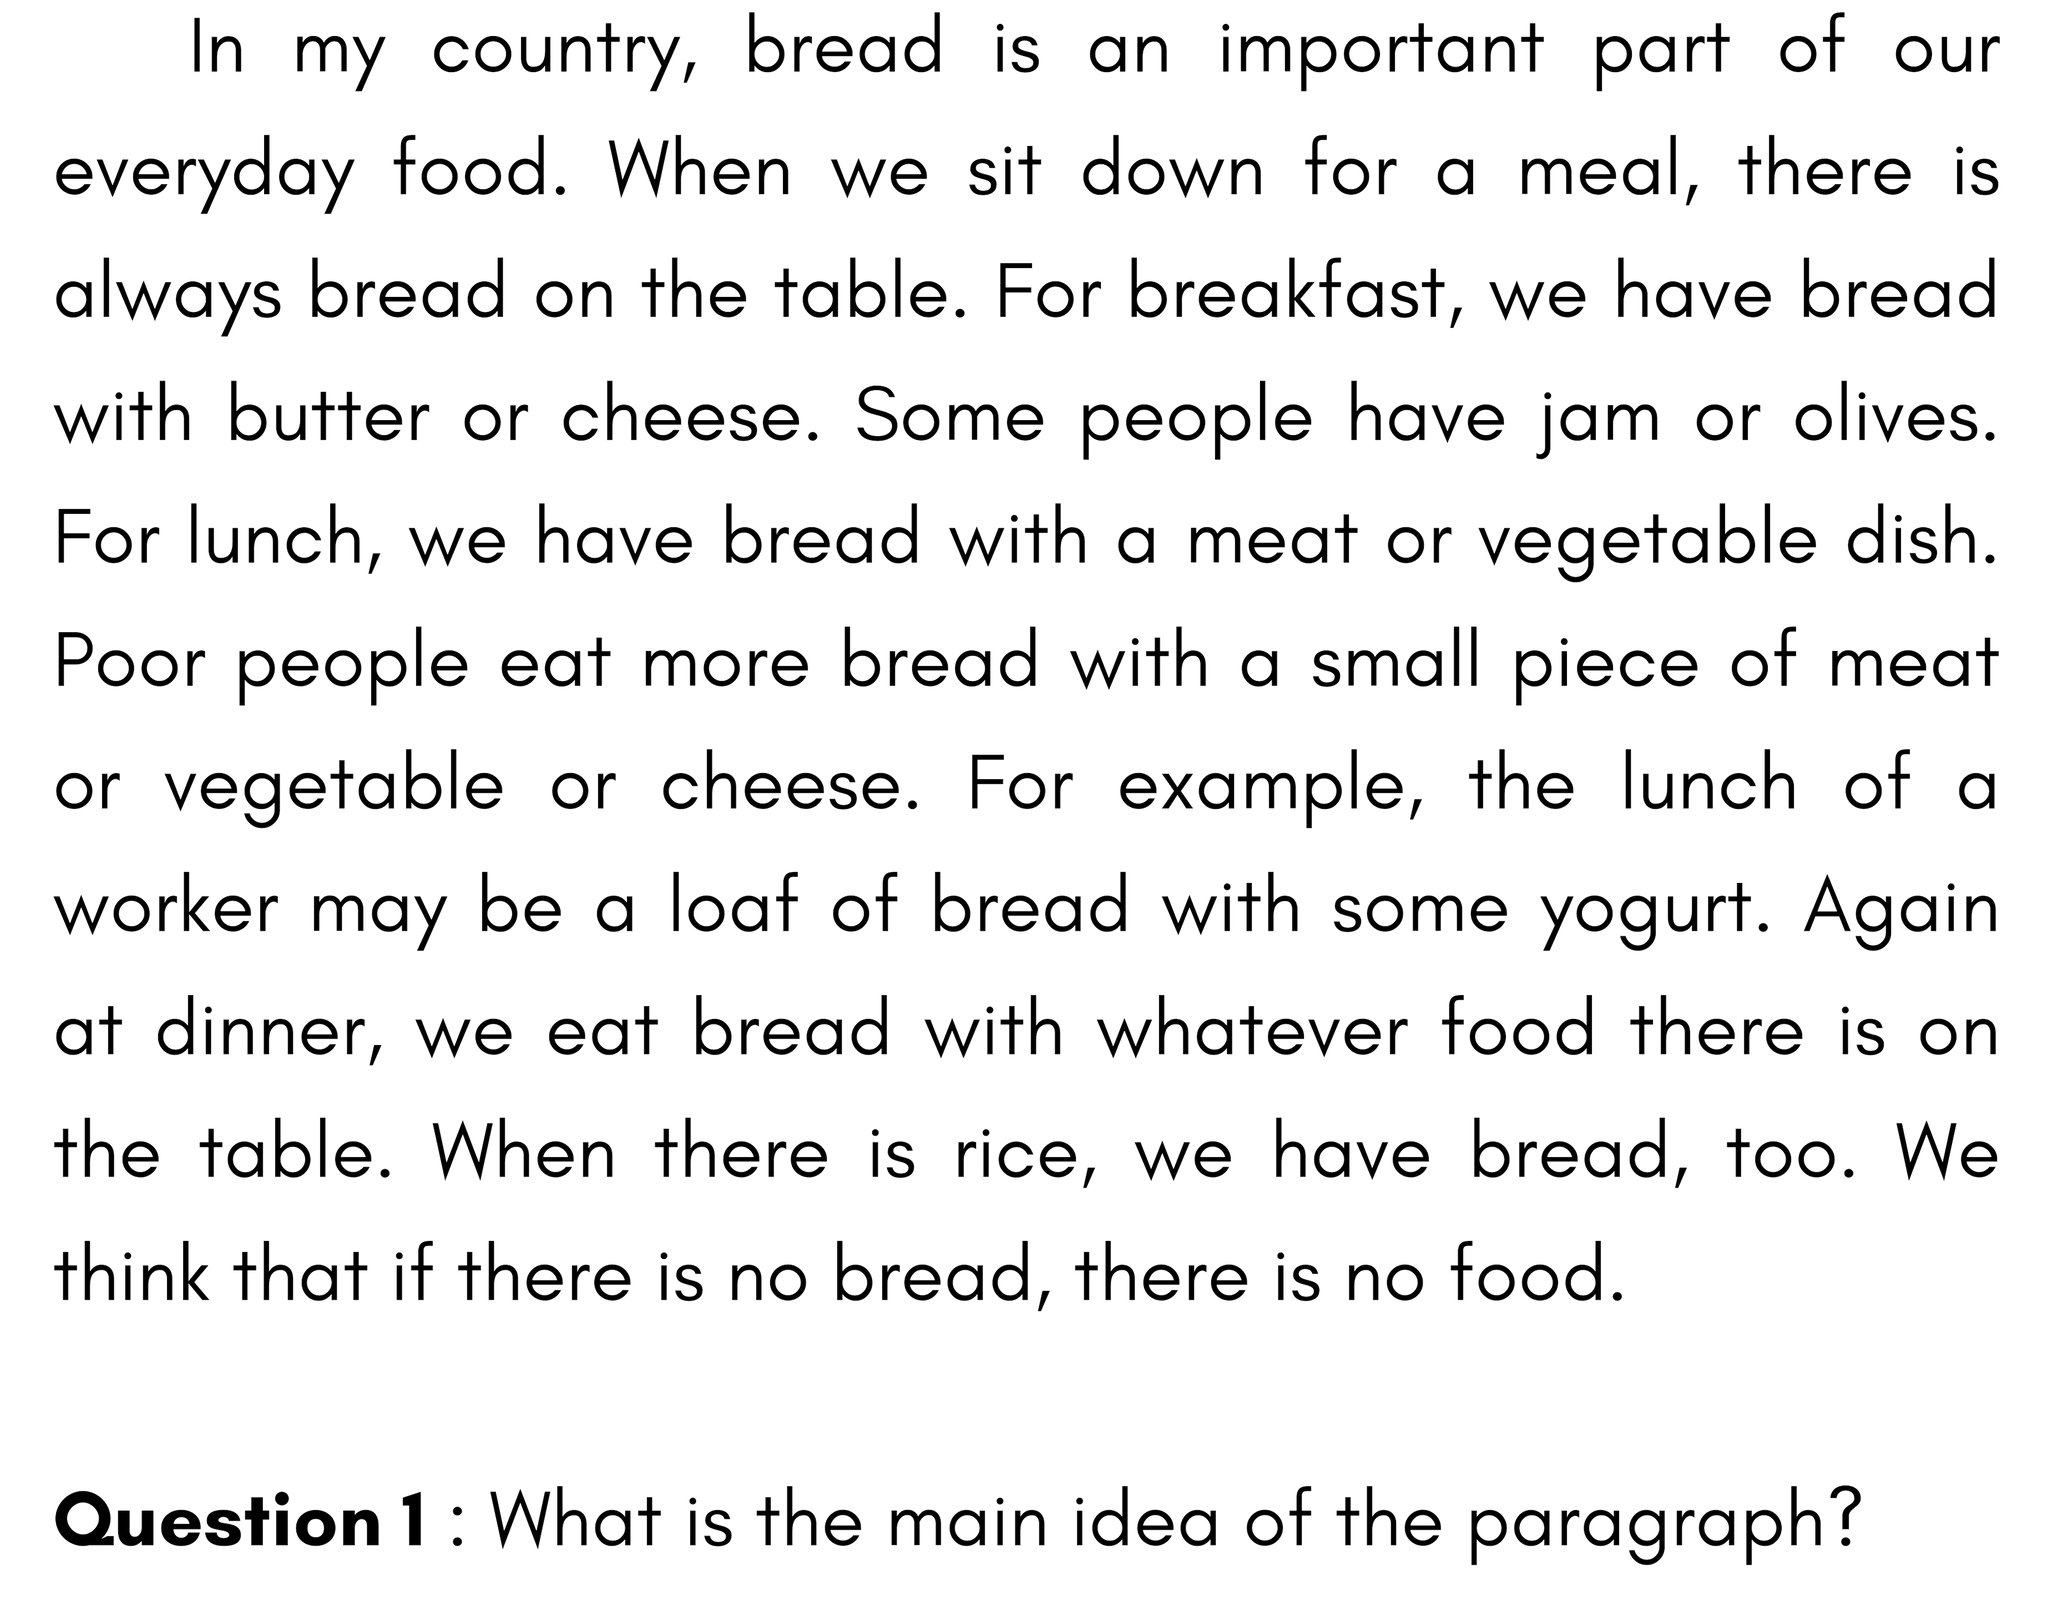 In my country, bread is an important part of our
everyday food. When we sit down for a meal, there is
always bread on the table. For breakfast, we have bread
with butter or cheese. Some people have jam or olives.
For lunch, we have bread with a meat or vegetable dish.
Poor people eat more bread with a small piece of meat
or vegetable or cheese. For example, the lunch of a
worker may be a loaf of bread with some yogurt. Again
at dinner, we eat bread with whatever food there is on
the table. When there is rice, we have bread, too. We
think that if there is no bread, there is no food.
Question 1 : What is the main idea of the paragraph?